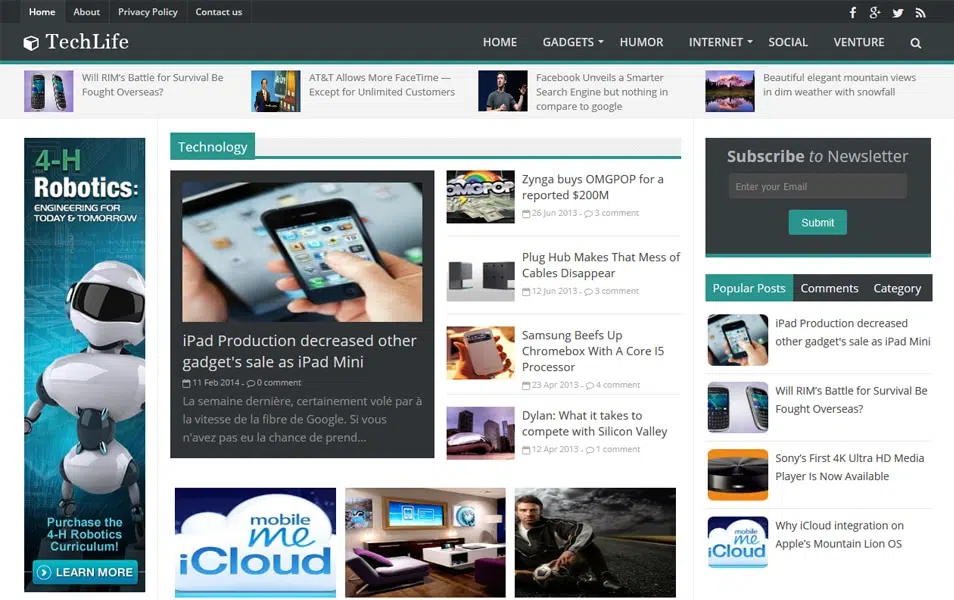 Home About Privacy Policy Contact us
TechLife
HOME GADGETS HUMOR INTERNET SOCIAL VENTURE
Will RIM's Battle for Survival Be
Fought Overseas?
AT&T Allows More FaceTime —
Except for Unlimited Customers
Facebook Unveils a Smarter
Search Engine but nothing in
compare to google
Beautiful elegant mountain views
in dim weather with snowfall
4-H
Robotics:
ENGINEERING FOR
TODAY & TOMORROW
Purchase the
4-H Robotics
Curriculum!
LEARN MORE
Technology
iPad Production decreased other
gadget's sale as iPad Mini
11 Feb 2014 - 0 comment
La semaine dernière, certainement volé par à
la vitesse de la fibre de Google. Si vous
n'avez pas eu la chance de prend...
OMGPOP
Zynga buys OMGPOP for a
reported $200M
26 Jun 2013 - 3 comment
Plug Hub Makes That Mess of
Cables Disappear
12 Jun 2013 - 3 comment
Samsung Beefs Up
Chromebox With A Core I5
Processor
23 Apr 2013 - 4 comment
Dylan: What it takes to
compete with Silicon Valley
12 Apr 2013 - 1 comment
mobile
me
iCloud
Subscribe to Newsletter
Enter your Email
Submit
Popular Posts Comments Category
iPad Production decreased
other gadget's sale as iPad Mini
Will RIM's Battle for Survival Be
Fought Overseas?
Sony's First 4K Ultra HD Media
Player Is Now Available
mobile
me
iCloud
Why iCloud integration on
Apple's Mountain Lion OS